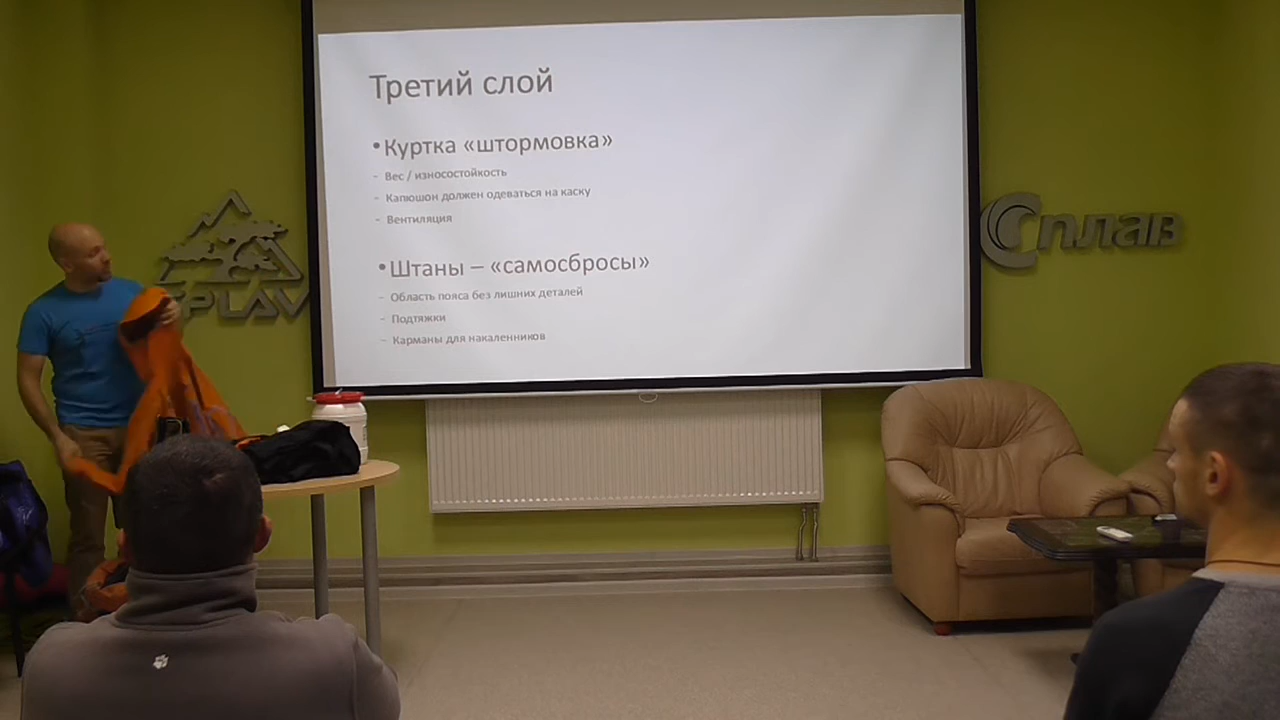 Третий слой
•Куртка «штормовка»
- Вес / износостойкость
- Капюшон должен одеваться на каску
- Вентиляция
•Штаны – «самосбросы»
- Область пояса без лишних деталей
- Подтяжки
- Карманы для накаленников
SPLAV
Сплав